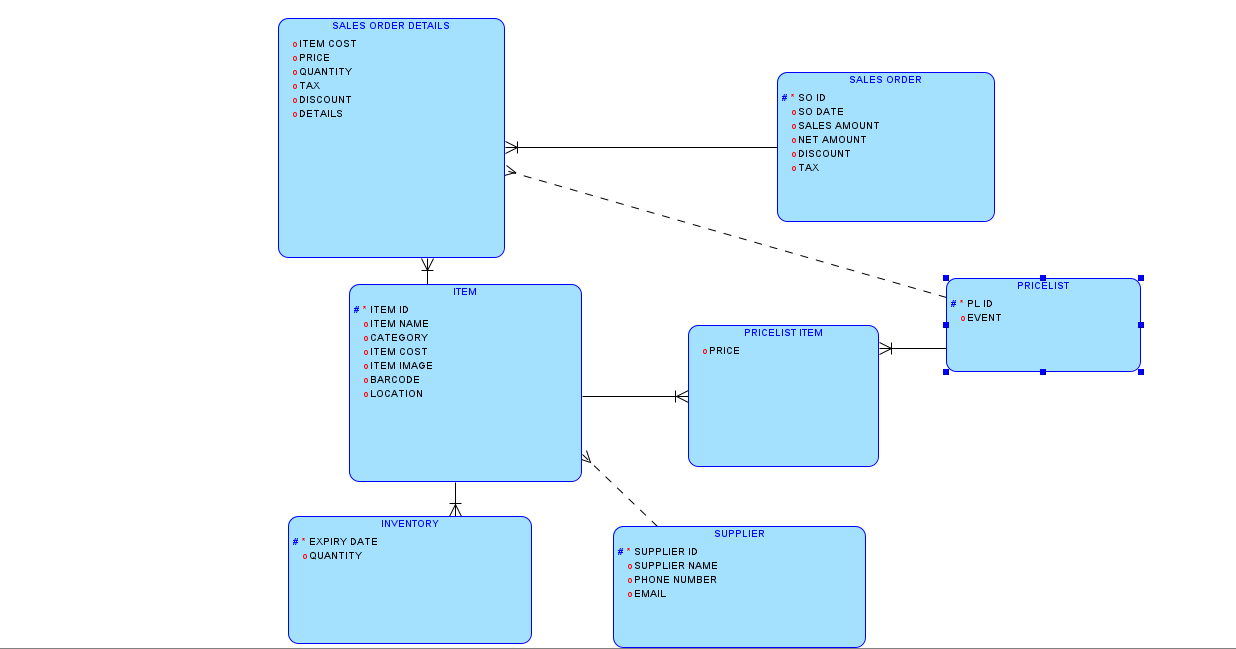 SALES ORDER DETAILS
o ITEM COST
o PRICE
o QUANTITY
o TAX
o DISCOUNT
o DETAILS
SALES ORDER
# * SO ID
o SO DATE
o SALES AMOUNT
o NET AMOUNT
o DISCOUNT
o TAX
PRICELIST
# * PL ID
o EVENT
ITEM
# * ITEM ID
o ITEM NAME
o CATEGORY
o ITEM COST
o ITEM IMAGE
o BARCODE
o LOCATION
PRICELIST ITEM
o PRICE
INVENTORY
# * EXPIRY DATE
o QUANTITY
SUPPLIER
# * SUPPLIER ID
o SUPPLIER NAME
o PHONE NUMBER
o EMAIL